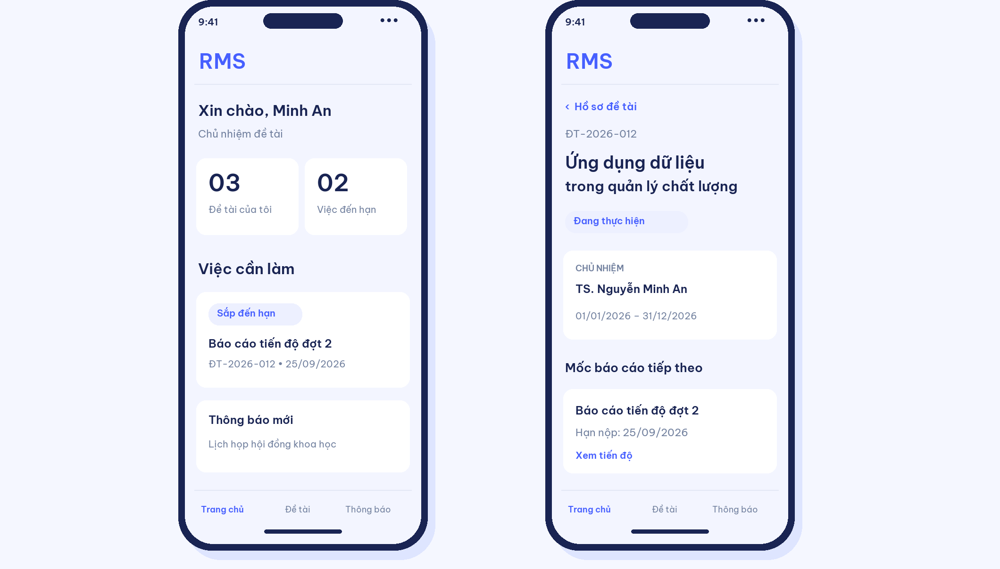 9:41
RMS
Xin chào, Minh An
Chủ nhiệm đề tài
03
Đề tài của tôi
02
Việc đến hạn
Việc cần làm
Sắp đến hạn
Báo cáo tiến độ đợt 2
ĐT-2026-012 • 25/09/2026
Thông báo mới
Lịch họp hội đồng khoa học
Trang chủ
Đề tài
Thông báo
9:41
RMS
‹ Hồ sơ đề tài
ĐT-2026-012
Ứng dụng dữ liệu
trong quản lý chất lượng
Đang thực hiện
CHỦ NHIỆM
TS. Nguyễn Minh An
01/01/2026 – 31/12/2026
Mốc báo cáo tiếp theo
Báo cáo tiến độ đợt 2
Hạn nộp: 25/09/2026
Xem tiến độ
Trang chủ
Đề tài
Thông báo